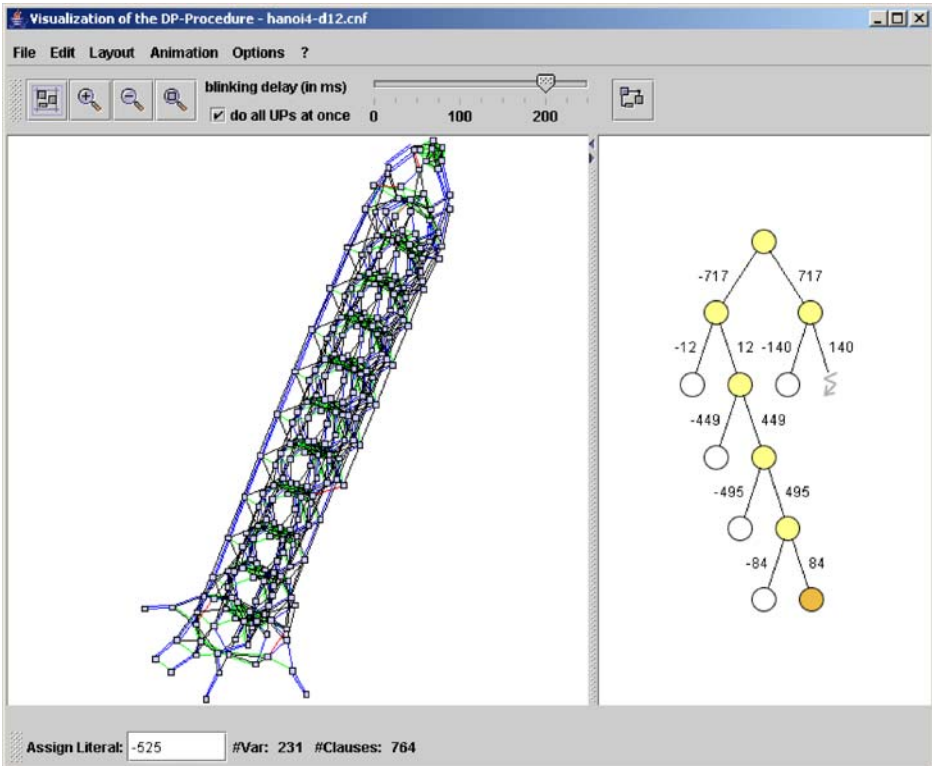 Visualization of the DP-Procedure - hanoi4-d12.cnf
File Edit Layout Animation Options ?
blinking delay (in ms)
do all UPs at once
0 100 200
-717 717
-12 12 -140 140
-449 449
-495 495
-84 84
Assign Literal: -525 #Var: 231 #Clauses: 764